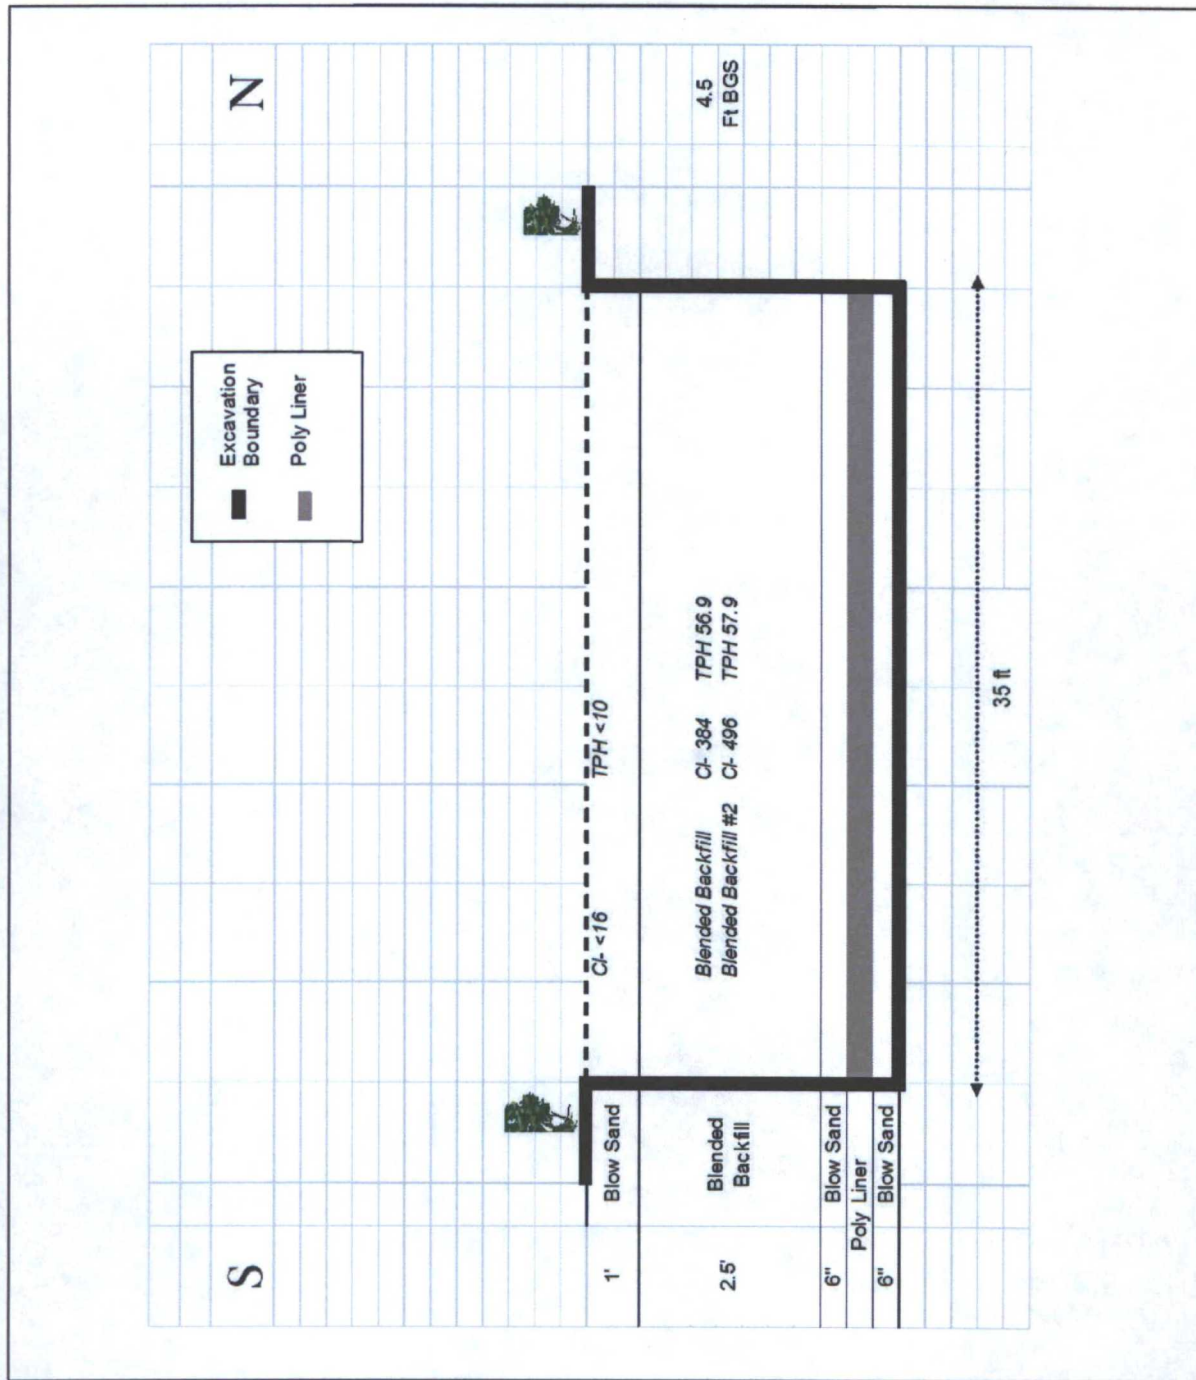 S
N
Excavation
Boundary
Poly Liner
Cl- <16
TPH <10
1'
Blow Sand
Blended Backfill Cl- 384 TPH 56.9
Blended Backfill #2 Cl- 496 TPH 57.9
2.5'
Blended
Backfill
4.5
Ft BGS
6"
Blow Sand
Poly Liner
6"
Blow Sand
35 ft